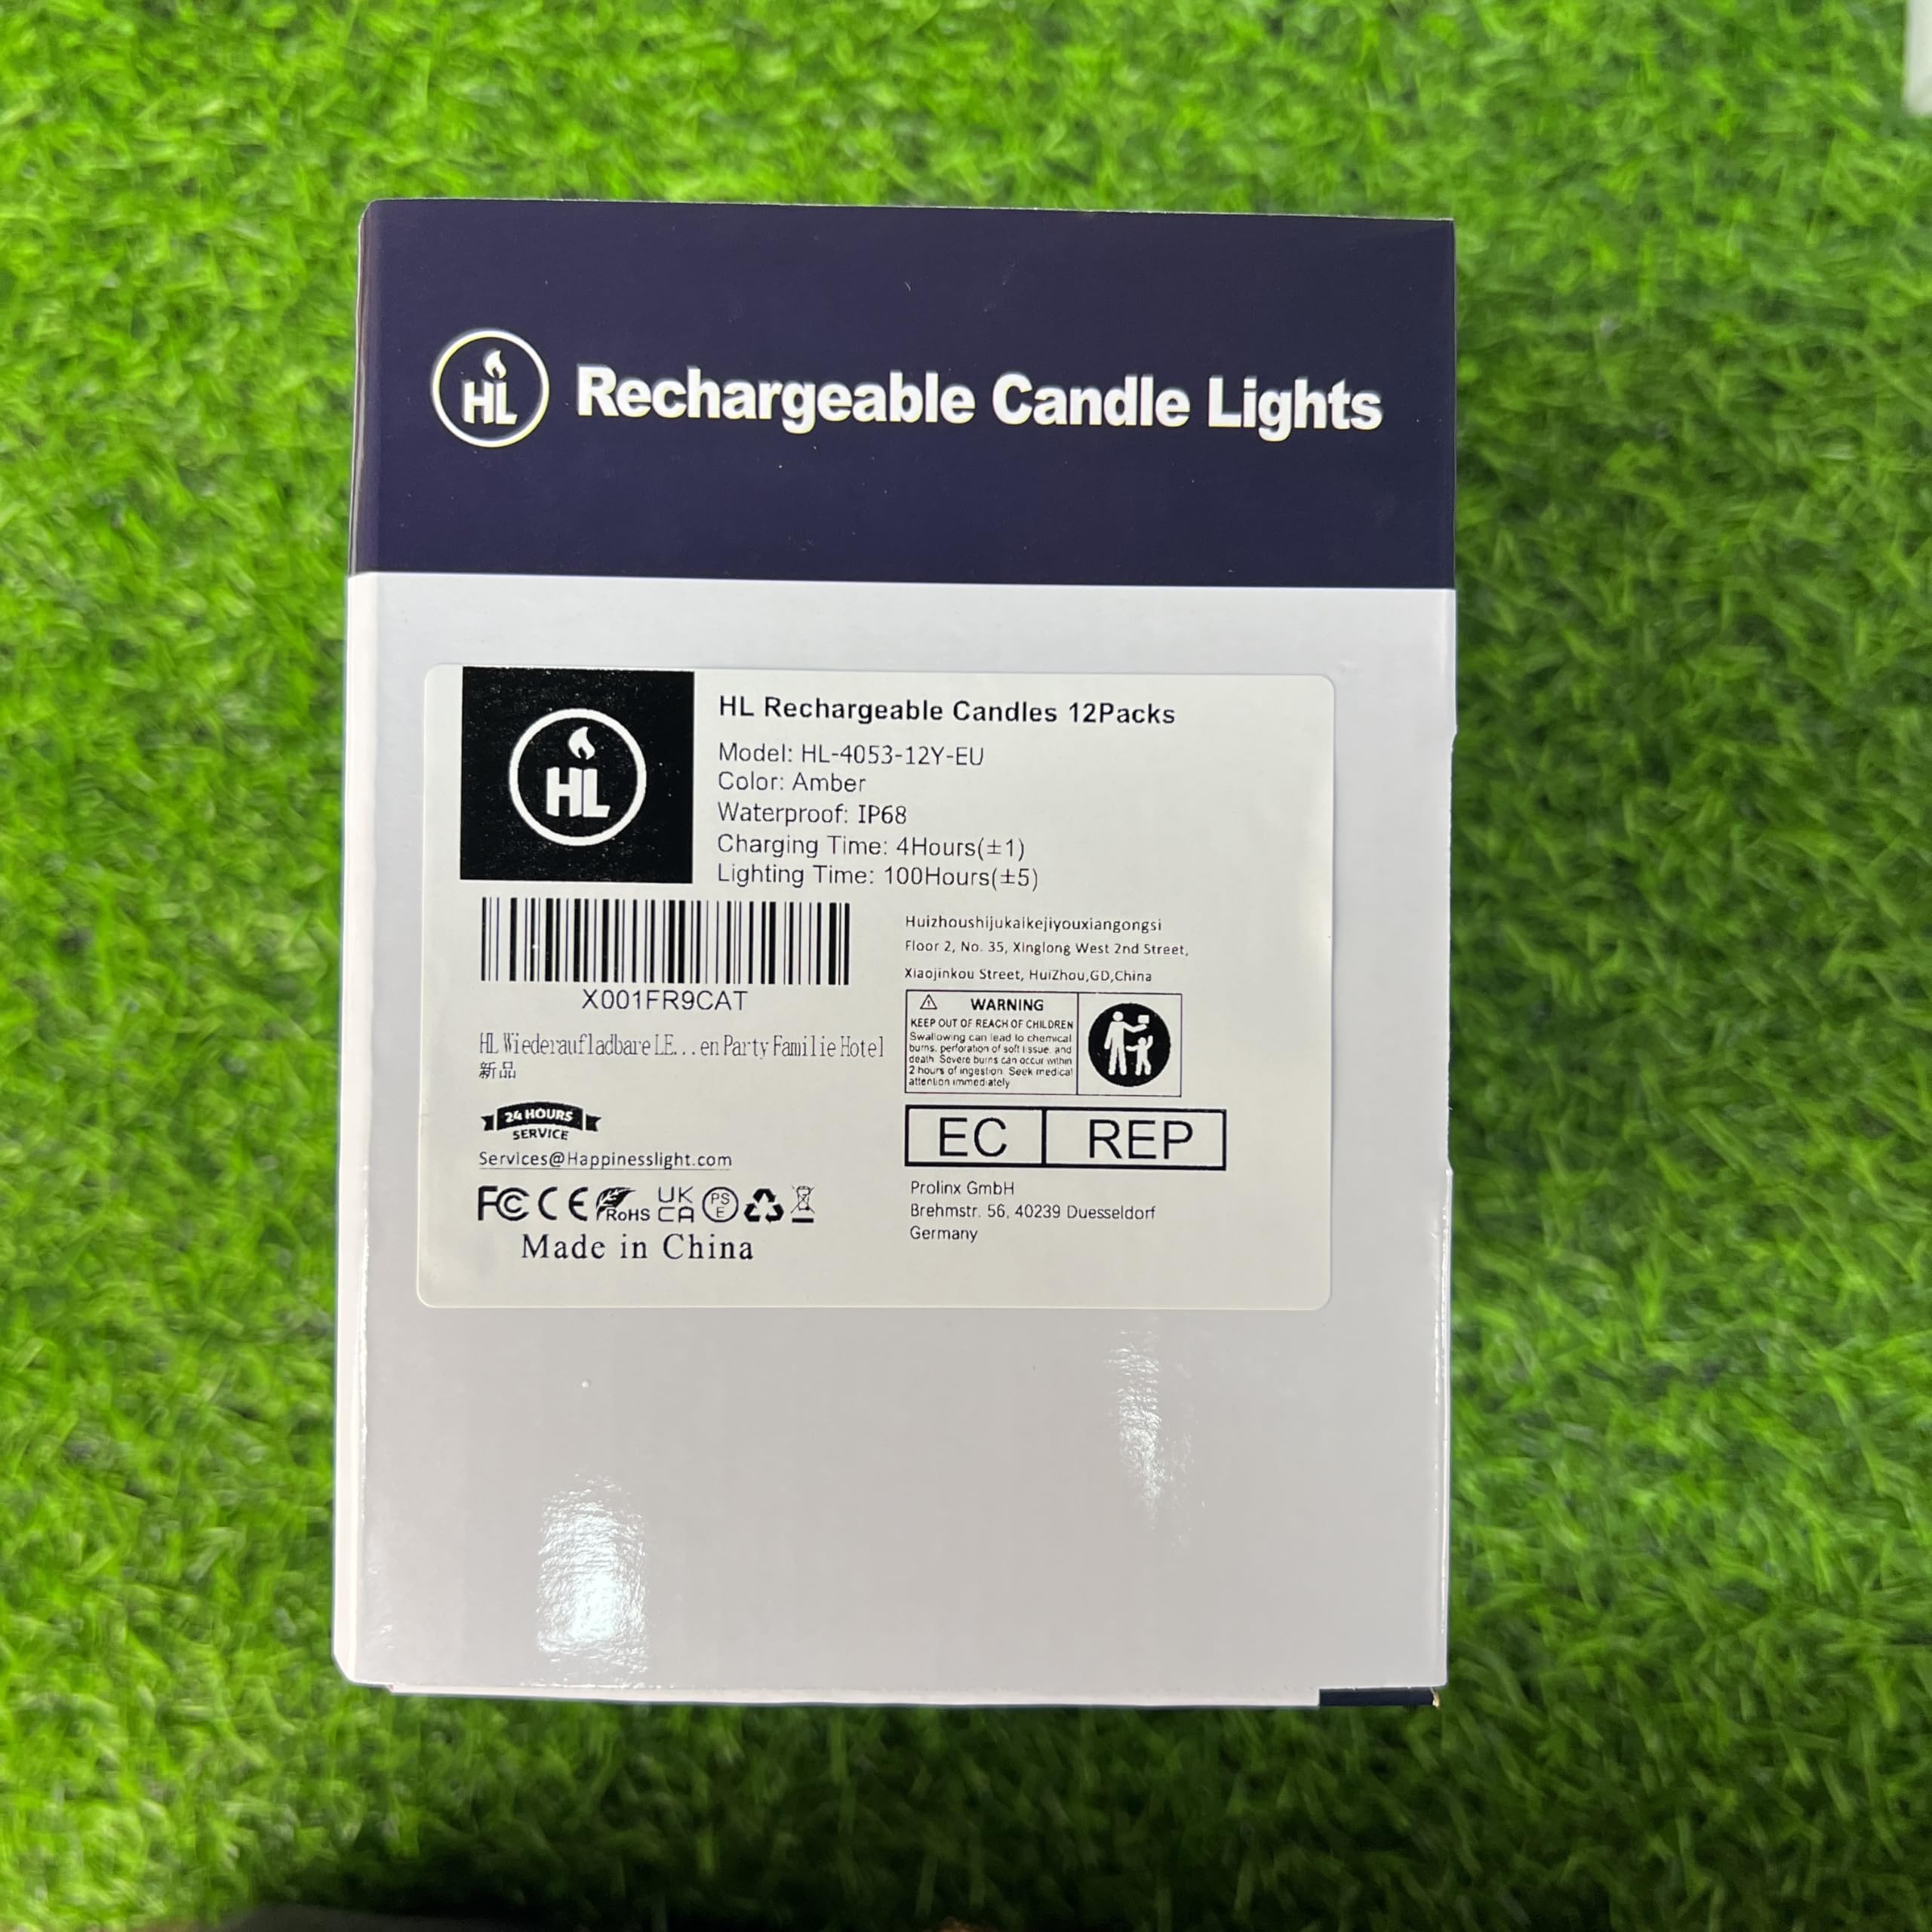 HL Rechargeable Candle Lights
HL
HL Rechargeable Candles 12Packs
Model: HL-4053-12Y-EU
Color: Amber
Waterproof: IP68
Charging Time: 4Hours(±1)
Lighting Time: 100Hours(±5)
X001FR9CAT
HL Wiederaufladbare LE...en Party Familie Hotel
新品
24 HOURS
SERVICE
Services@Happinesslight.com
FC CE RoHS UK CA PS E
Made in China
Huizhoushijukaikejiyouxiangongsi
Floor 2, No. 35, Xinglong West 2nd Street,
Xiaojinkou Street, HuiZhou,GD,China
WARNING
KEEP OUT OF REACH OF CHILDREN
Swallowing can lead to chemical
burns, perforation of soft tissue, and
death. Severe burns can occur within
2 hours of ingestion. Seek medical
attention immediately
EC REP
Prolinx GmbH
Brehmstr. 56, 40239 Duesseldorf
Germany